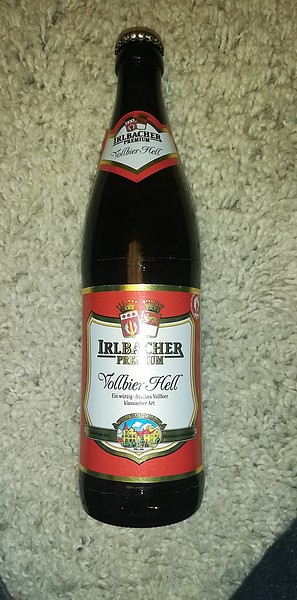 IRLBACHER
PREMIUM
Vollbier Hell
IRLBACHER
PREMIUM
Vollbier Hell
Ein würzig-frisches Vollbier
klassischer Art